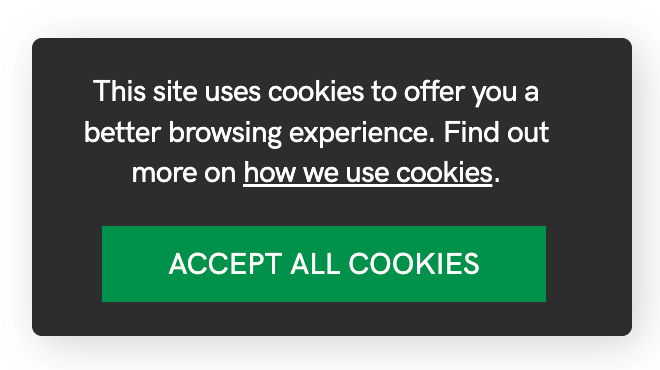 This site uses cookies to offer you a
better browsing experience. Find out
more on how we use cookies.
ACCEPT ALL COOKIES